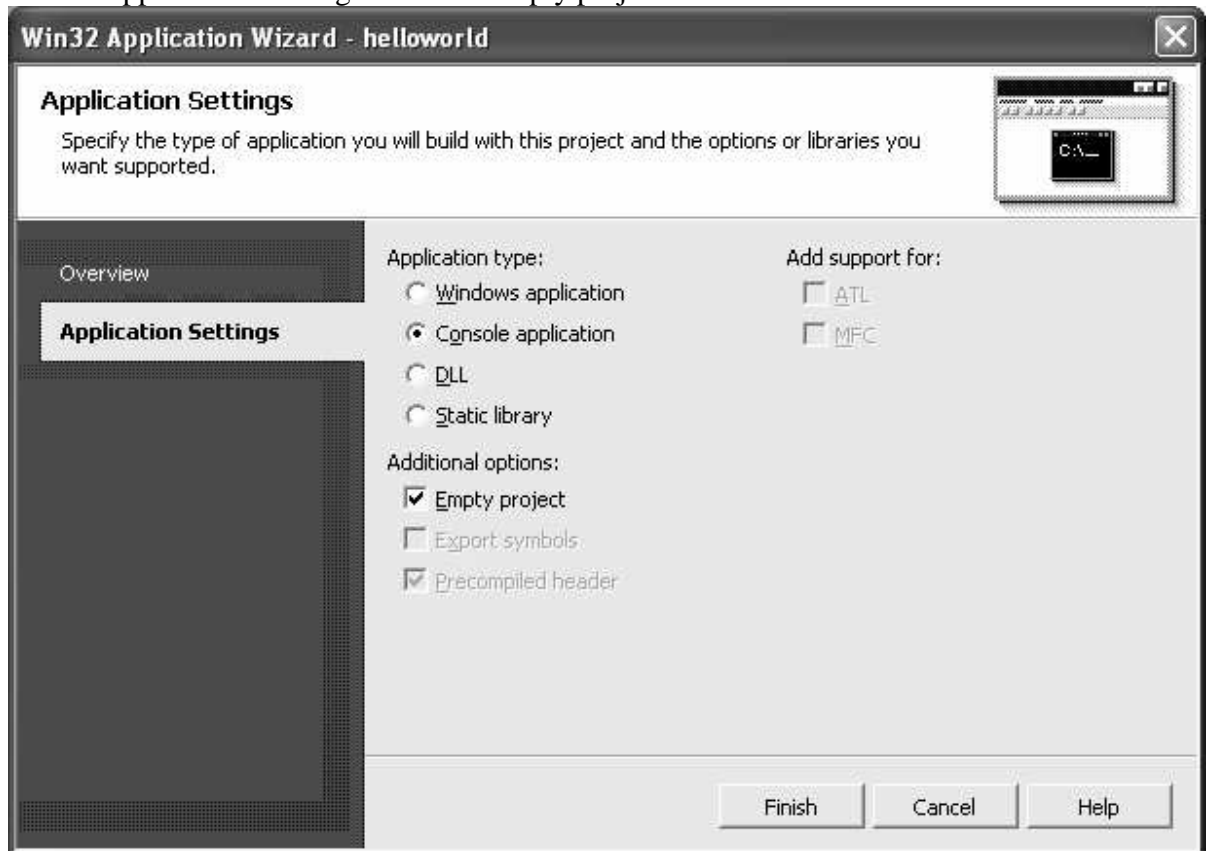 Win32 Application Wizard - helloworld
Application Settings
Specify the type of application you will build with this project and the options or libraries you
want supported.
C:\_
Overview
Application Settings
Application type:
Windows application
Console application
DLL
Static library
Add support for:
ATL
MFC
Additional options:
Empty project
Export symbols
Precompiled header
Finish
Cancel
Help